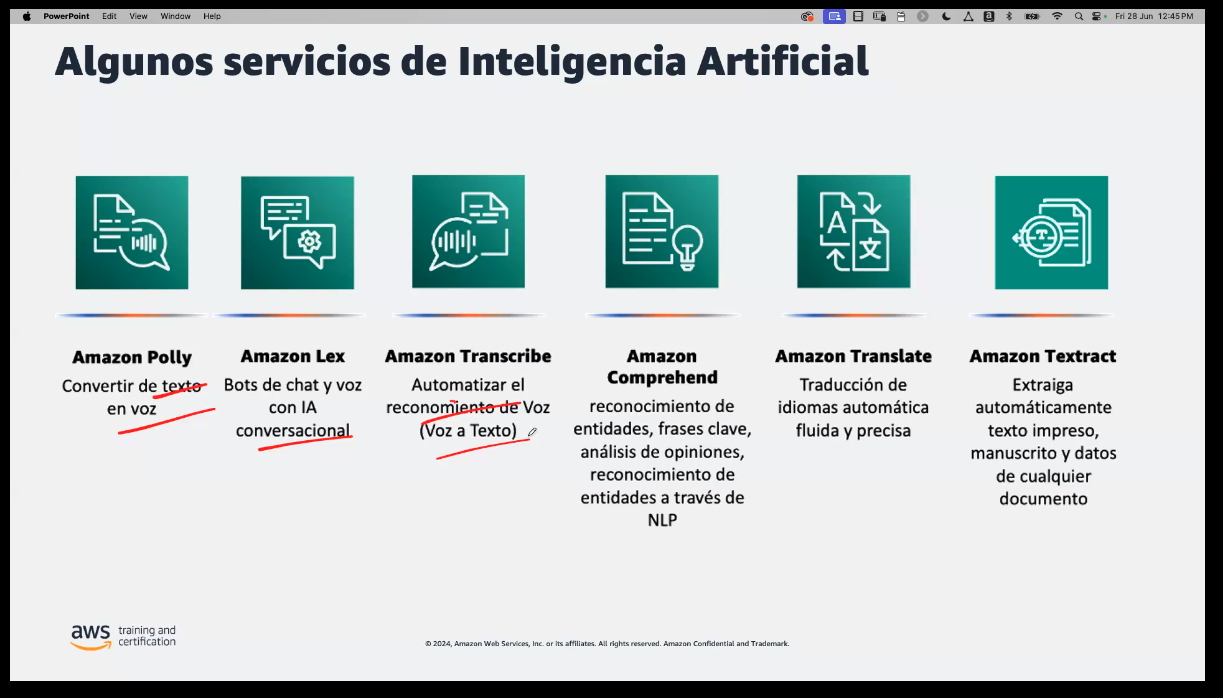 PowerPoint Edit View Window Help Fri 28 Jun 12:45 PM
Algunos servicios de Inteligencia Artificial
Amazon Polly
Convertir de texto
en voz
Amazon Lex
Bots de chat y voz
con IA
conversacional
Amazon Transcribe
Automatizar el
reconomiento de Voz
(Voz a Texto)
Amazon
Comprehend
reconocimiento de
entidades, frases clave,
análisis de opiniones,
reconocimiento de
entidades a través de
NLP
A
文
Amazon Translate
Traducción de
idiomas automática
fluida y precisa
T
Amazon Textract
Extraiga
automáticamente
texto impreso,
manuscrito y datos
de cualquier
documento
aws training and
certification
© 2024, Amazon Web Services, Inc. or its affiliates. All rights reserved. Amazon Confidential and Trademark.